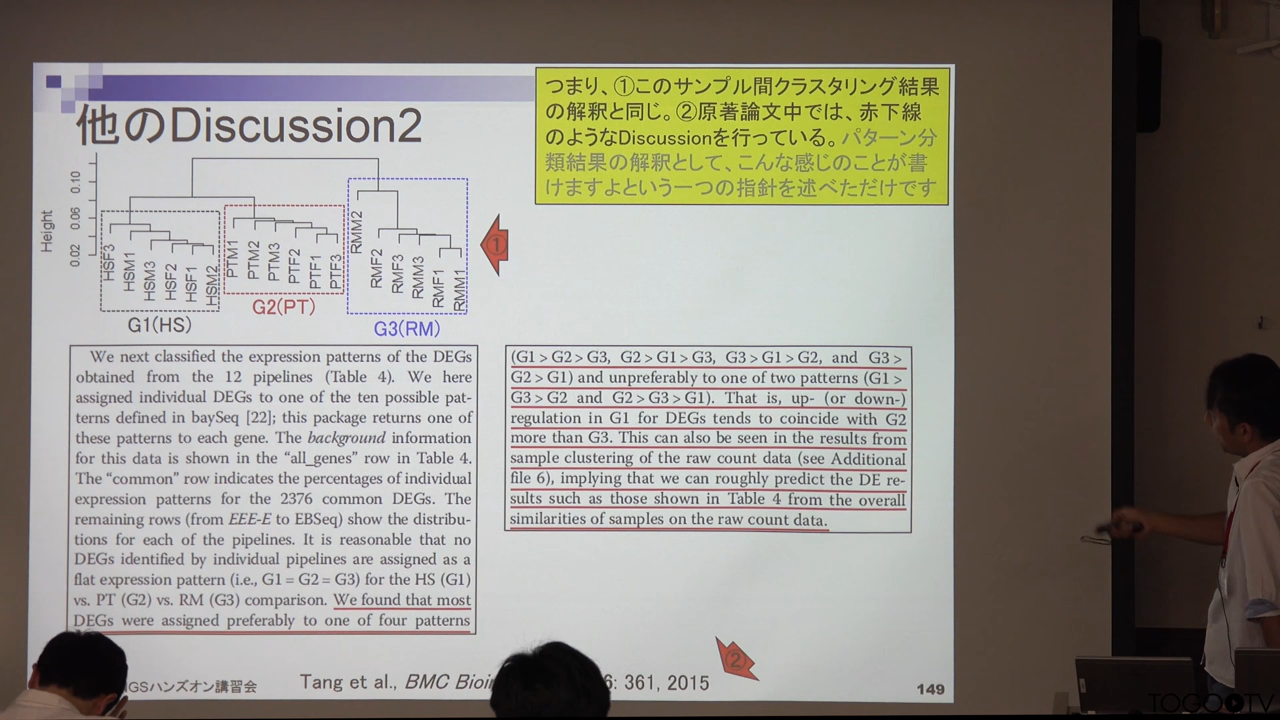 他のDiscussion2
つまり、①このサンプル間クラスタリング結果
の解釈と同じ。②原著論文中では、赤下線
のようなDiscussionを行っている。パターン分
類結果の解釈として、こんな感じのことが書
けますよという一つの指針を述べただけです
Height
0.02 0.06 0.10
HSF3
HSM1
HSM3
HSF2
HSF1
HSM2
PTM1
PTM2
PTM3
PTF2
PTF1
PTF3
RMM2
RMF2
RMF3
RMM3
RMF1
RMM1
G1(HS)
G2(PT)
G3(RM)
①
We next classified the expression patterns of the DEGs
obtained from the 12 pipelines (Table 4). We here
assigned individual DEGs to one of the ten possible pat-
terns defined in baySeq [22]; this package returns one of
these patterns to each gene. The background information
for this data is shown in the “all_genes” row in Table 4.
The “common” row indicates the percentages of individual
expression patterns for the 2376 common DEGs. The
remaining rows (from EEE-E to EBSeq) show the distribu-
tions for each of the pipelines. It is reasonable that no
DEGs identified by individual pipelines are assigned as a
flat expression pattern (i.e., G1 = G2 = G3) for the HS (G1)
vs. PT (G2) vs. RM (G3) comparison. We found that most
DEGs were assigned preferably to one of four patterns
(G1 > G2 > G3, G2 > G1 > G3, G3 > G1 > G2, and G3 >
G2 > G1) and unpreferably to one of two patterns (G1 >
G3 > G2 and G2 > G3 > G1). That is, up- (or down-)
regulation in G1 for DEGs tends to coincide with G2
more than G3. This can also be seen in the results from
sample clustering of the raw count data (see Additional
file 6), implying that we can roughly predict the DE re-
sults such as those shown in Table 4 from the overall
similarities of samples on the raw count data.
②
GSハンズオン講習会
Tang et al., BMC Bioi 6: 361, 2015
149
TOGOTV